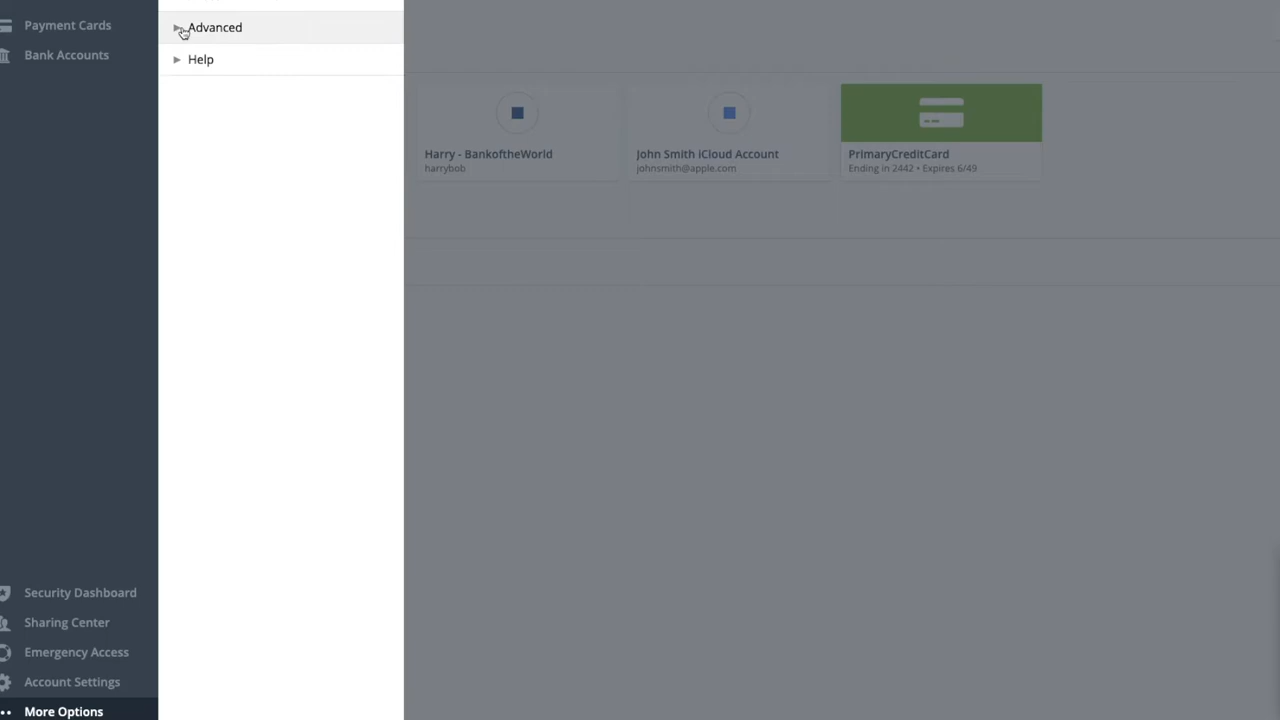 Payment Cards
Bank Accounts
Advanced
Help
Harry - BankoftheWorld
harrybob
John Smith iCloud Account
johnsmith@apple.com
PrimaryCreditCard
Ending in 2442 • Expires 6/49
Security Dashboard
Sharing Center
Emergency Access
Account Settings
More Options